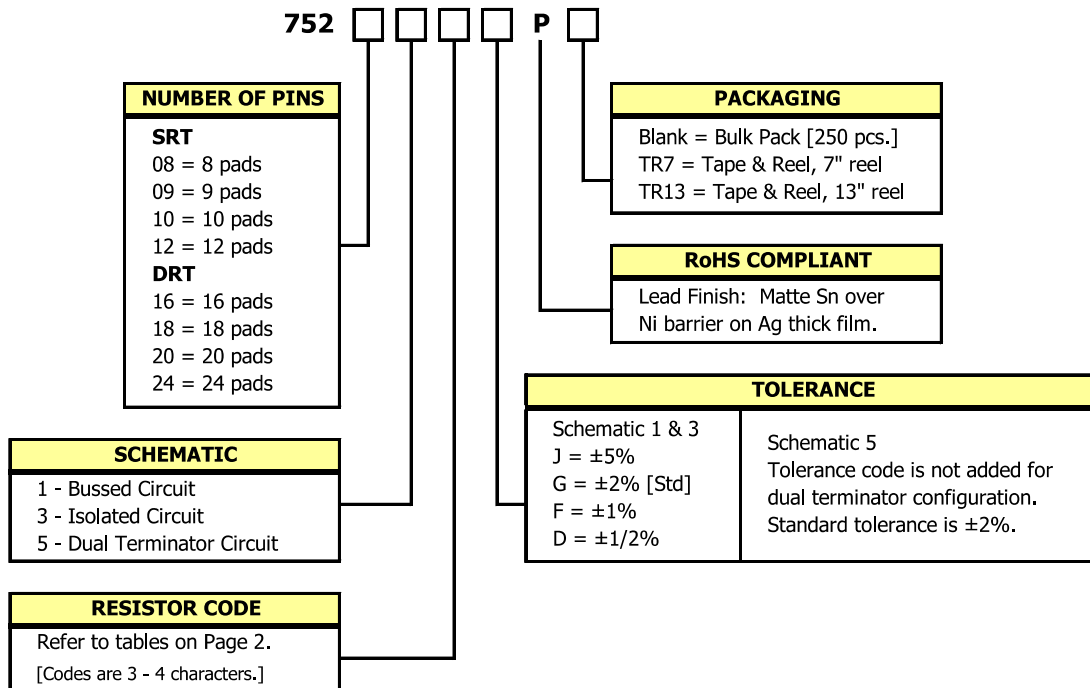 752 P
NUMBER OF PINS
SRT
08 = 8 pads
09 = 9 pads
10 = 10 pads
12 = 12 pads
DRT
16 = 16 pads
18 = 18 pads
20 = 20 pads
24 = 24 pads
PACKAGING
Blank = Bulk Pack [250 pcs.]
TR7 = Tape & Reel, 7" reel
TR13 = Tape & Reel, 13" reel
RoHS COMPLIANT
Lead Finish: Matte Sn over
Ni barrier on Ag thick film.
TOLERANCE
Schematic 1 & 3
J = ±5%
G = ±2% [Std]
F = ±1%
D = ±1/2%
Schematic 5
Tolerance code is not added for
dual terminator configuration.
Standard tolerance is ±2%.
SCHEMATIC
1 - Bussed Circuit
3 - Isolated Circuit
5 - Dual Terminator Circuit
RESISTOR CODE
Refer to tables on Page 2.
[Codes are 3 - 4 characters.]